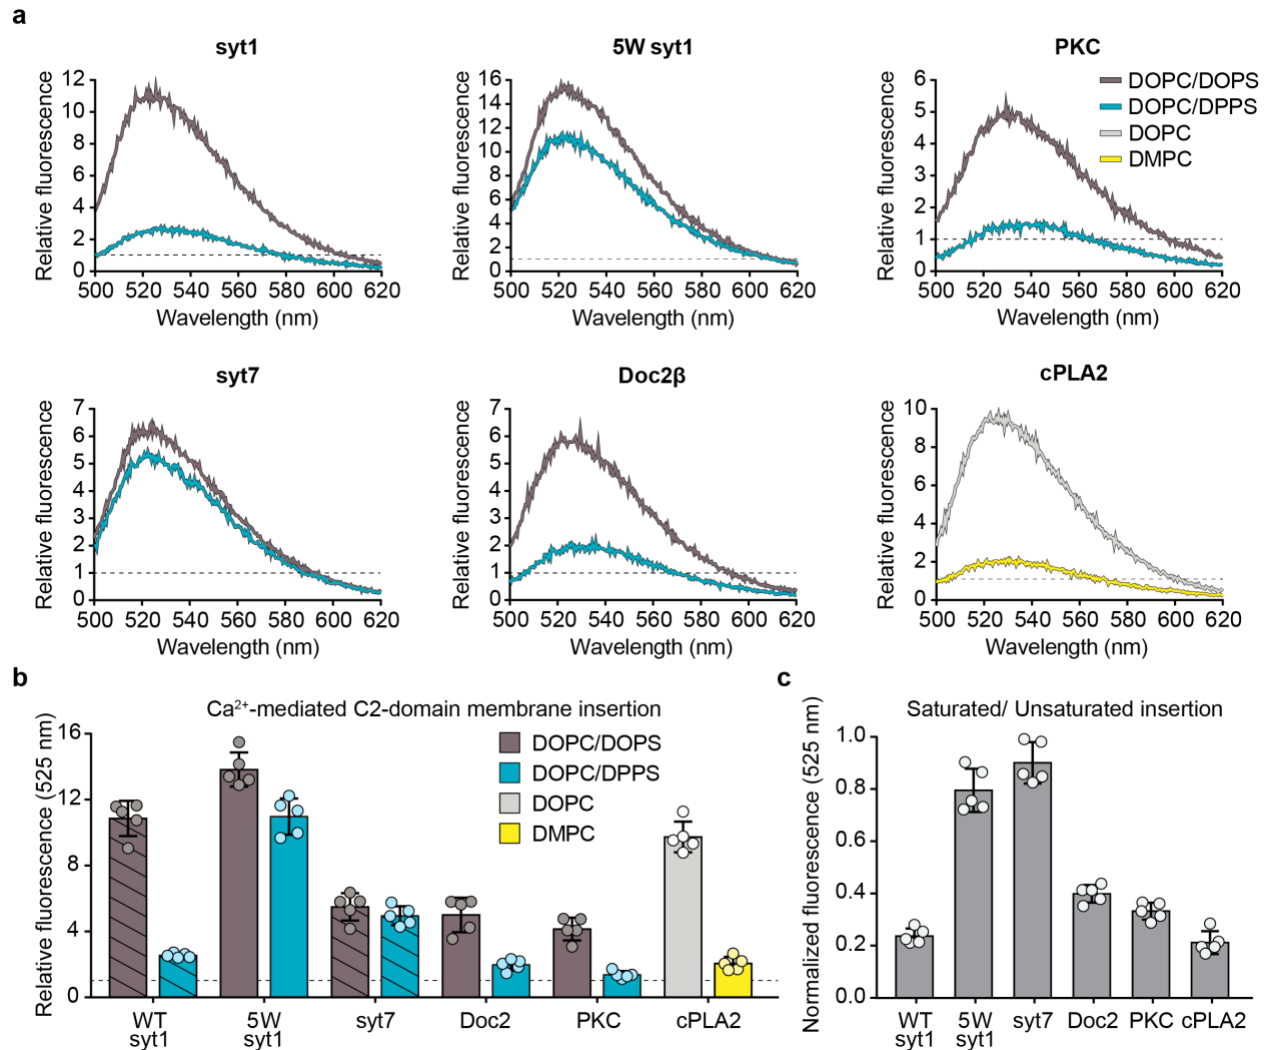 a
syt1
5W syt1
PKC
Relative fluorescence
12
10
8
6
4
2
0
500 520 540 560 580 600 620
Wavelength (nm)
Relative fluorescence
16
14
12
10
8
6
4
2
0
500 520 540 560 580 600 620
Wavelength (nm)
Relative fluorescence
6
5
4
3
2
1
0
500 520 540 560 580 600 620
Wavelength (nm)
DOPC/DOPS
DOPC/DPPS
DOPC
DMPC
syt7
Doc2β
cPLA2
Relative fluorescence
7
6
5
4
3
2
1
0
500 520 540 560 580 600 620
Wavelength (nm)
Relative fluorescence
7
6
5
4
3
2
1
0
500 520 540 560 580 600 620
Wavelength (nm)
Relative fluorescence
10
8
6
4
2
0
500 520 540 560 580 600 620
Wavelength (nm)
b
Ca²⁺-mediated C2-domain membrane insertion
Relative fluorescence (525 nm)
16
12
8
4
0
DOPC/DOPS
DOPC/DPPS
DOPC
DMPC
WT syt1
5W syt1
syt7
Doc2
PKC
cPLA2
c
Saturated/ Unsaturated insertion
Normalized fluorescence (525 nm)
1.0
0.8
0.6
0.4
0.2
0.0
WT syt1
5W syt1
syt7
Doc2
PKC
cPLA2